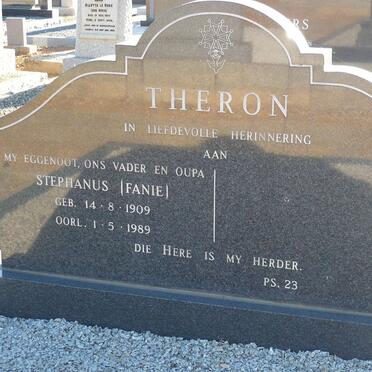 THERON
IN LIEFDEVOLLE HERINNERING
AAN
MY EGGENOOT, ONS VADER EN OUPA
STEPHANUS (FANIE)
GEB. 14·8·1909
OORL. 1·5·1989
DIE HERE IS MY HERDER.
PS. 23